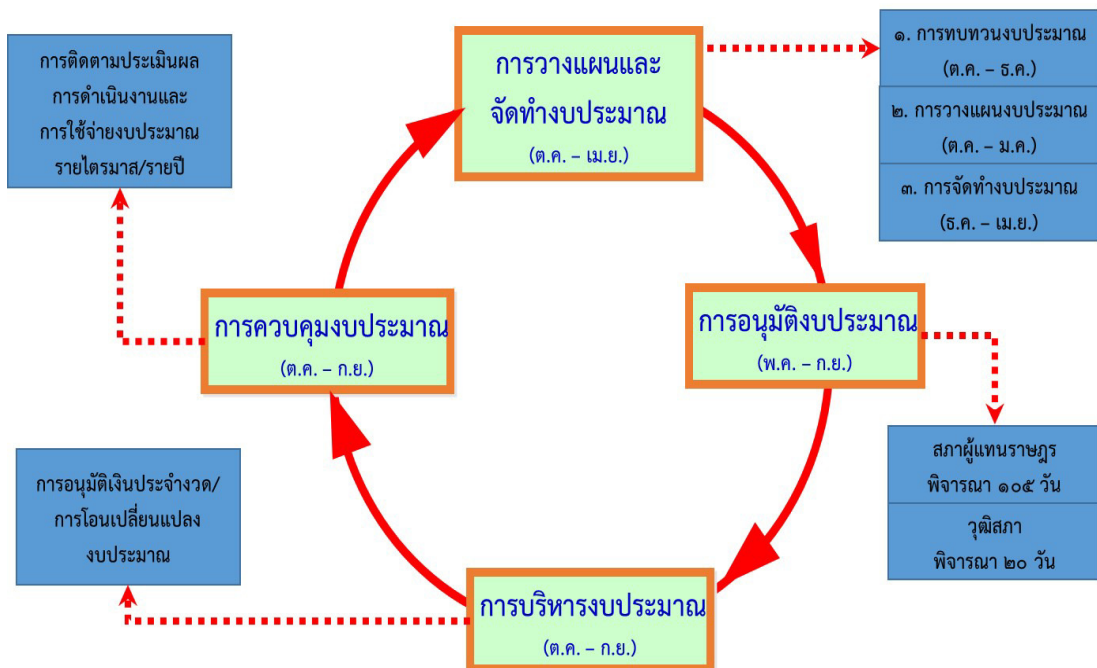 การวางแผนและ
จัดทำงบประมาณ
(ต.ค. – เม.ย.)
๑. การทบทวนงบประมาณ
(ต.ค. – ธ.ค.)
๒. การวางแผนงบประมาณ
(ต.ค. – ม.ค.)
๓. การจัดทำงบประมาณ
(ธ.ค. – เม.ย.)
การอนุมัติงบประมาณ
(พ.ค. – ก.ย.)
สภาผู้แทนราษฎร
พิจารณา ๑๐๕ วัน
วุฒิสภา
พิจารณา ๒๐ วัน
การบริหารงบประมาณ
(ต.ค. – ก.ย.)
การอนุมัติเงินประจำงวด/
การโอนเปลี่ยนแปลง
งบประมาณ
การควบคุมงบประมาณ
(ต.ค. – ก.ย.)
การติดตามประเมินผล
การดำเนินงานและ
การใช้จ่ายงบประมาณ
รายไตรมาส/รายปี